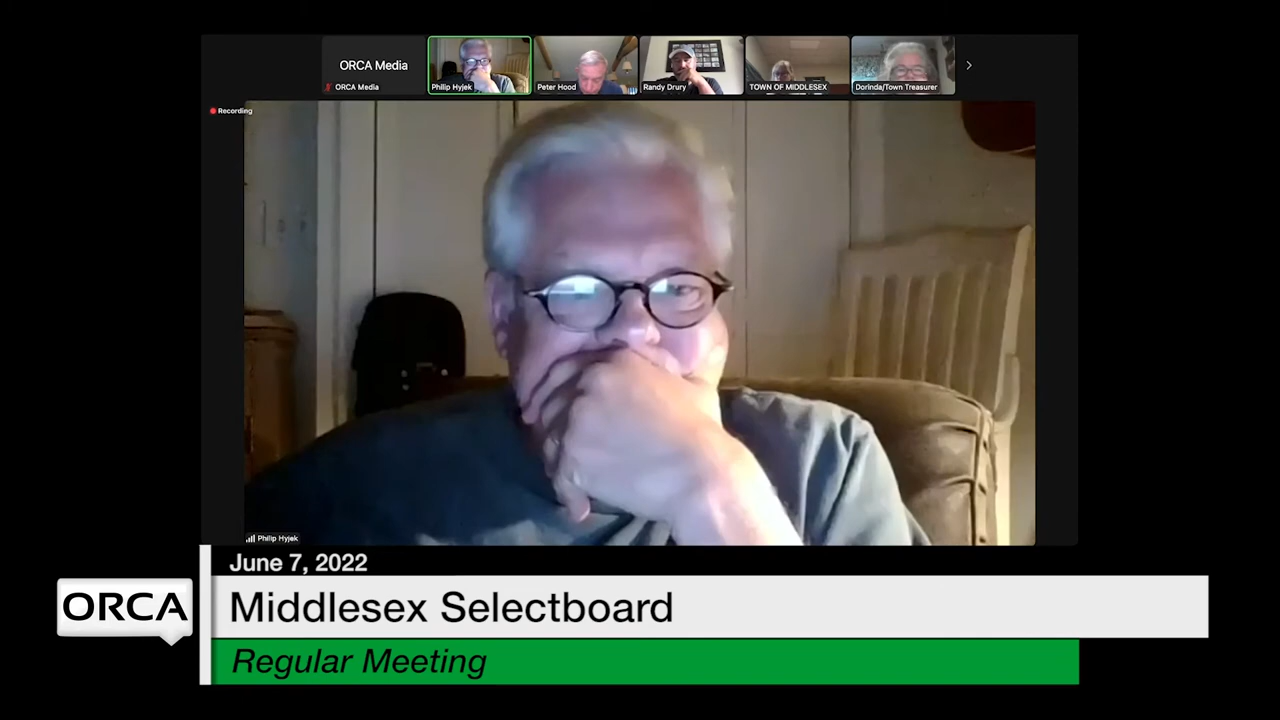 ORCA Media
ORCA Media
Philip Hyjek
Peter Hood
Randy Drury
TOWN OF MIDDLESEX
Dorinda/Town Treasurer
Recording
Philip Hyjek
June 7, 2022
ORCA
Middlesex Selectboard
Regular Meeting